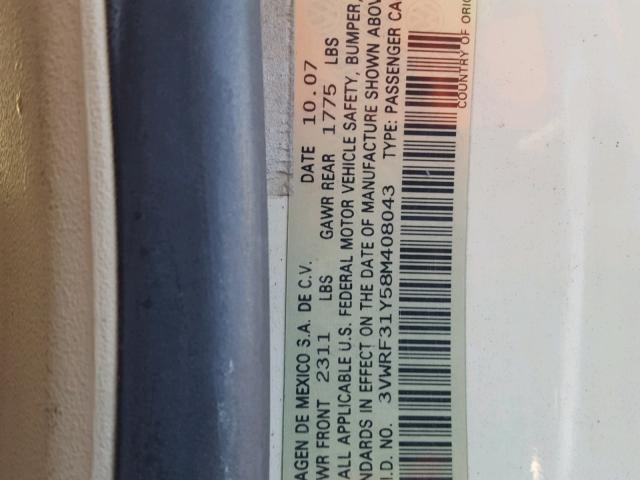 AGEN DE MEXICO S.A. DE C.V. DATE 10.07
WR FRONT 2311 LBS GAWR REAR 1775 LBS
ALL APPLICABLE U.S. FEDERAL MOTOR VEHICLE SAFETY, BUMPER,
NDARDS IN EFFECT ON THE DATE OF MANUFACTURE SHOWN ABOV
I.D. NO. 3VWRF31Y58M408043 TYPE: PASSENGER CA
COUNTRY OF ORIG